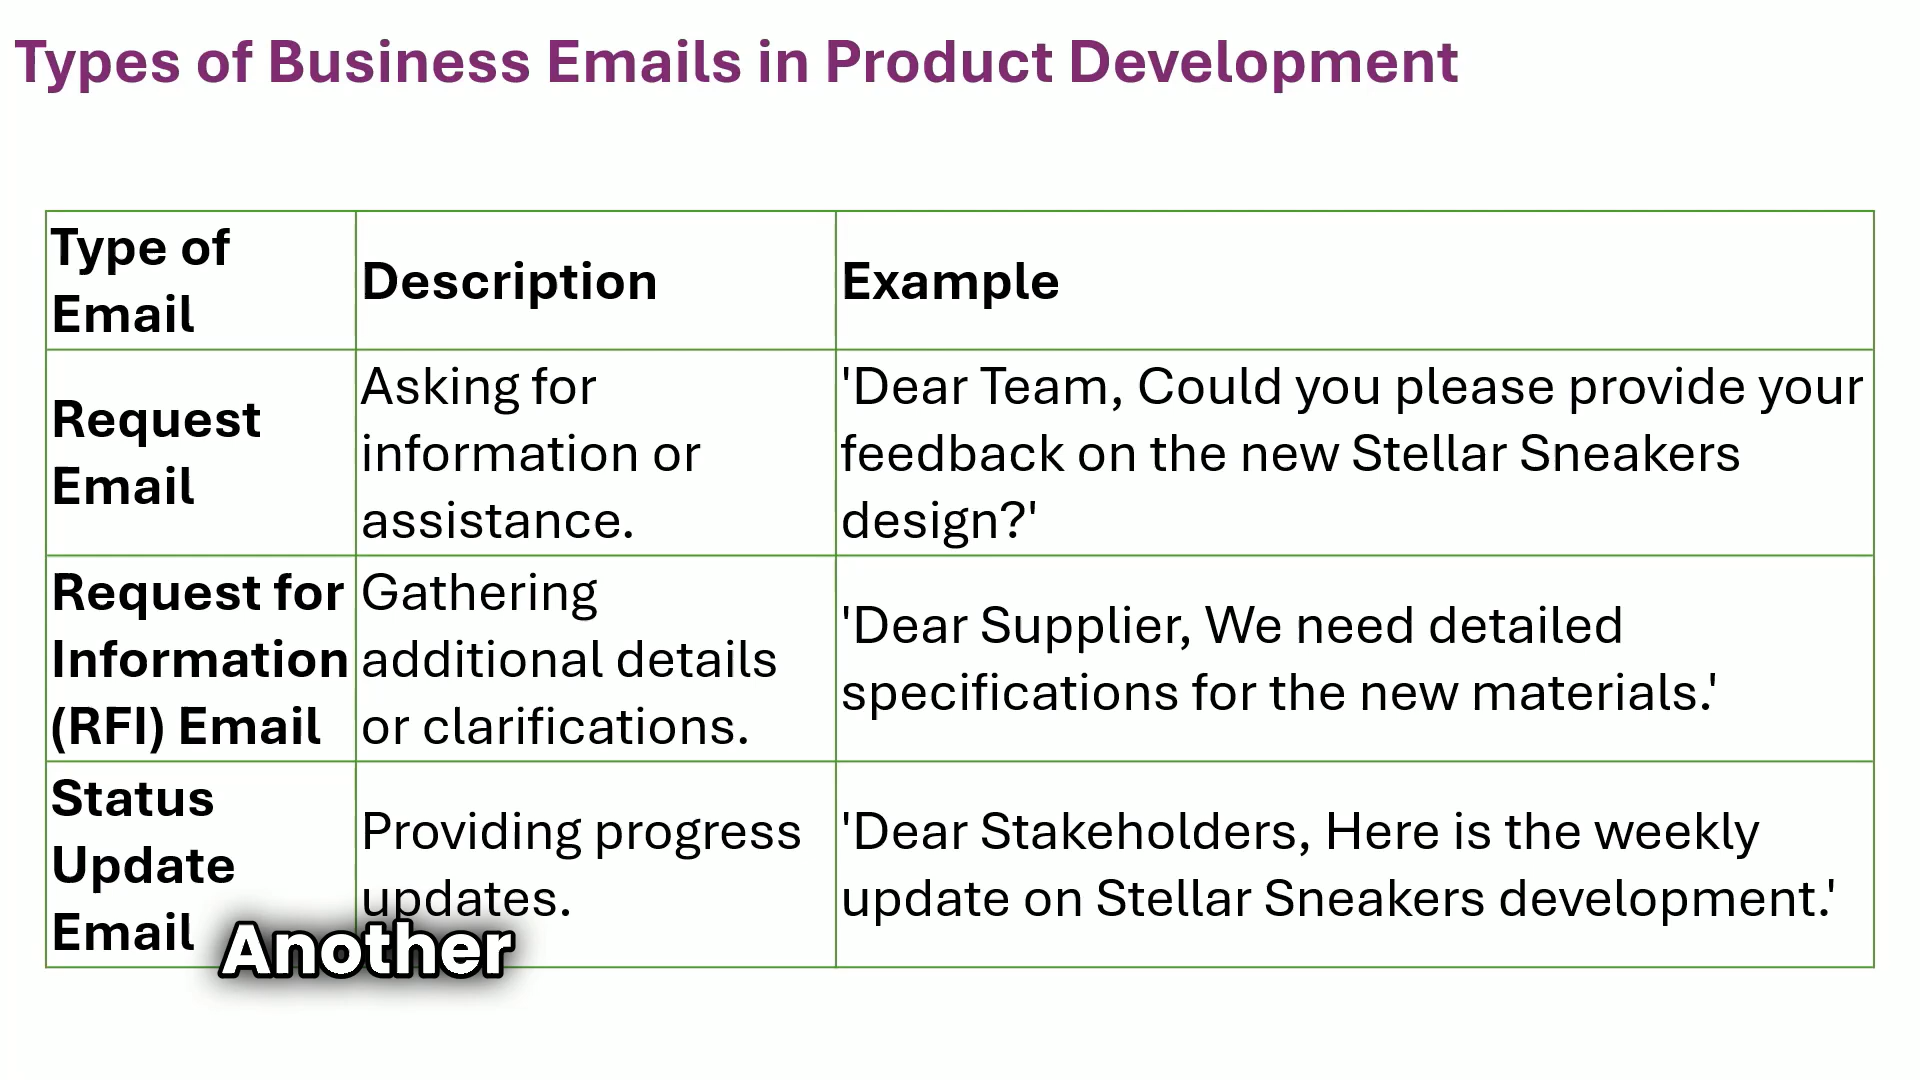 Types of Business Emails in Product Development
Type of
Email
Description
Example
Request
Email
Asking for
information or
assistance.
'Dear Team, Could you please provide your
feedback on the new Stellar Sneakers
design?'
Request for
Information
(RFI) Email
Gathering
additional details
or clarifications.
'Dear Supplier, We need detailed
specifications for the new materials.'
Status
Update
Email
Providing progress
updates.
'Dear Stakeholders, Here is the weekly
update on Stellar Sneakers development.'
Another